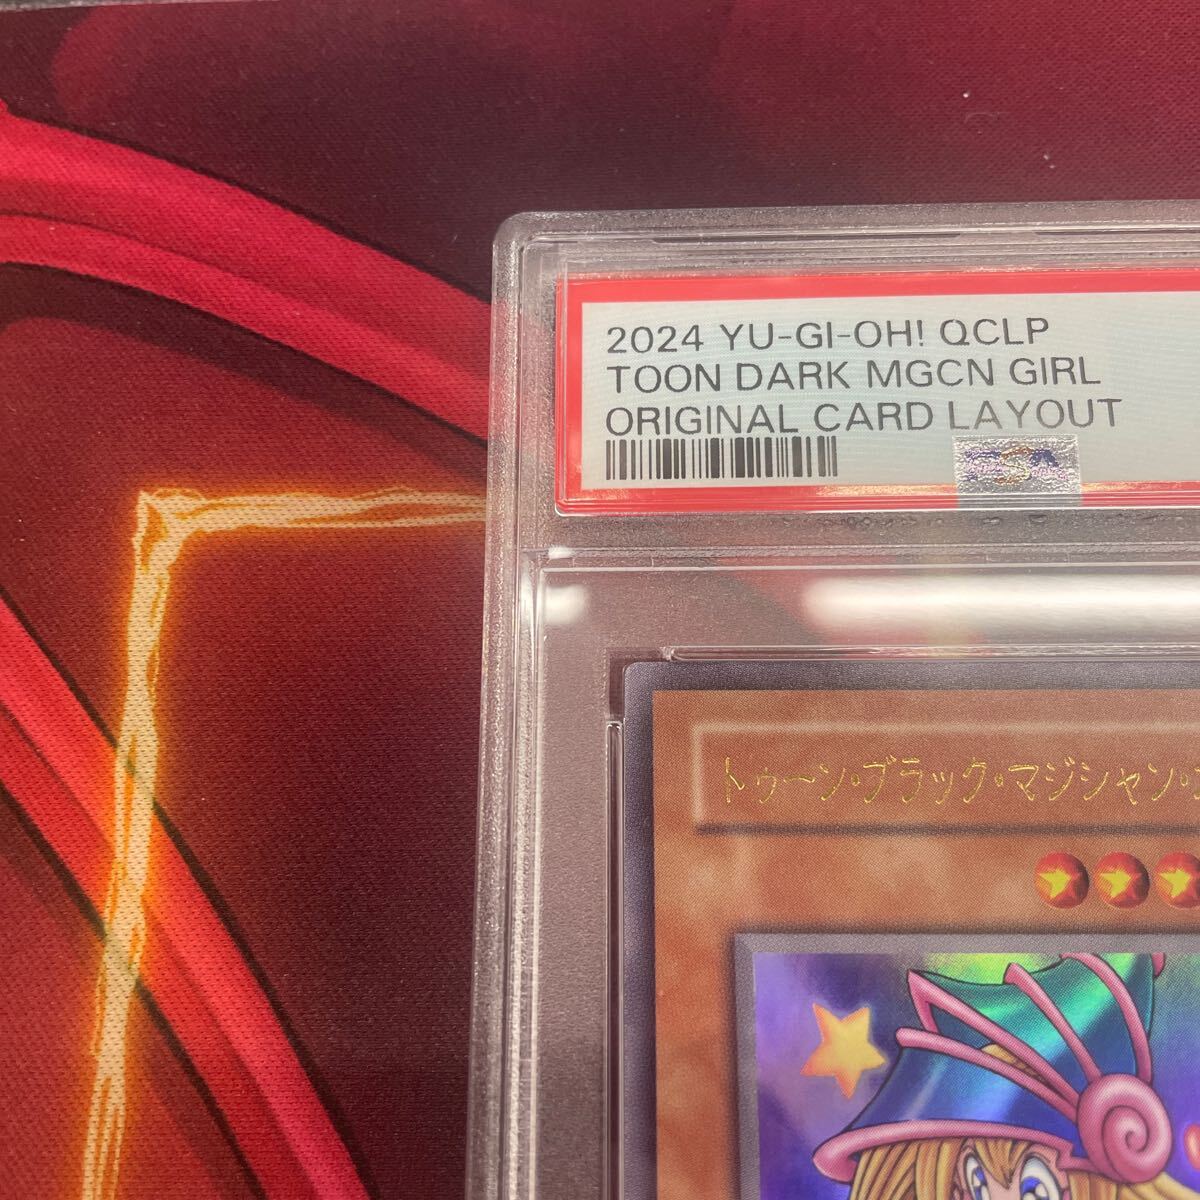 2024 YU-GI-OH! QCLP
TOON DARK MGCN GIRL
ORIGINAL CARD LAYOUT
PSA
トゥーン・ブラック・マジシャン・